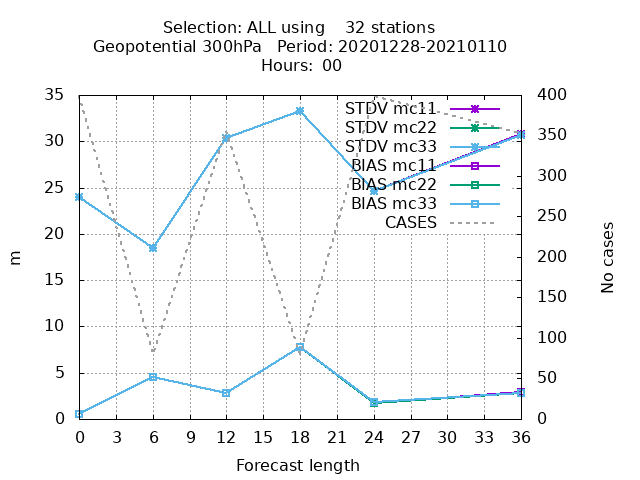 Selection: ALL using    32 stations
Geopotential 300hPa   Period: 20201228-20210110
Hours: 00
35
30
25
20
15
10
5
0
m
400
350
300
250
200
150
100
50
0
No cases
STDV mc11
STDV mc22
STDV mc33
BIAS mc11
BIAS mc22
BIAS mc33
CASES
0 3 6 9 12 15 18 21 24 27 30 33 36
Forecast length